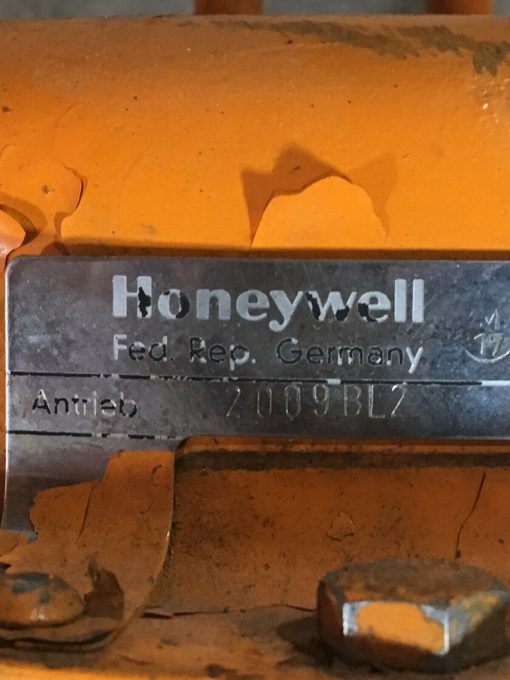 Honeywell
Fed. Rep. Germany
Antrieb 2009BL2